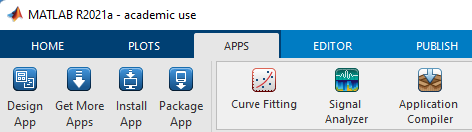 MATLAB R2021a - academic use
HOME PLOTS APPS EDITOR PUBLISH
Design App Get More Apps Install App Package App Curve Fitting Signal Analyzer Application Compiler